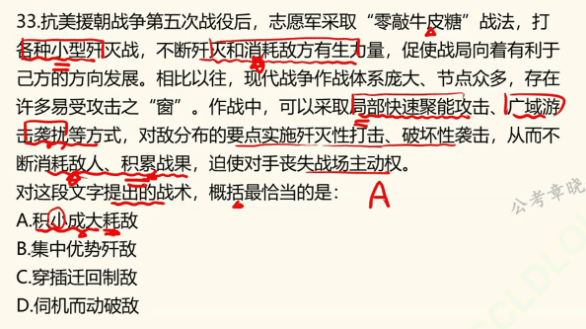 33.抗美援朝战争第五次战役后，志愿军采取“零敲牛皮糖”战法，打
各种小型歼灭战，不断歼灭和消耗敌方有生力量，促使战局向着有利于
己方的方向发展。相比以往，现代战争作战体系庞大、节点众多，存在
许多易受攻击之“窗”。作战中，可以采取局部快速聚能攻击、广域游
击袭扰等方式，对敌分布的要点实施歼灭性打击、破坏性袭击，从而不
断消耗敌人、积累战果，迫使对手丧失战场主动权。
对这段文字提出的战术，概括最恰当的是：
A
A.积小成大耗敌
B.集中优势歼敌
C.穿插迂回制敌
D.伺机而动破敌
公考章晓